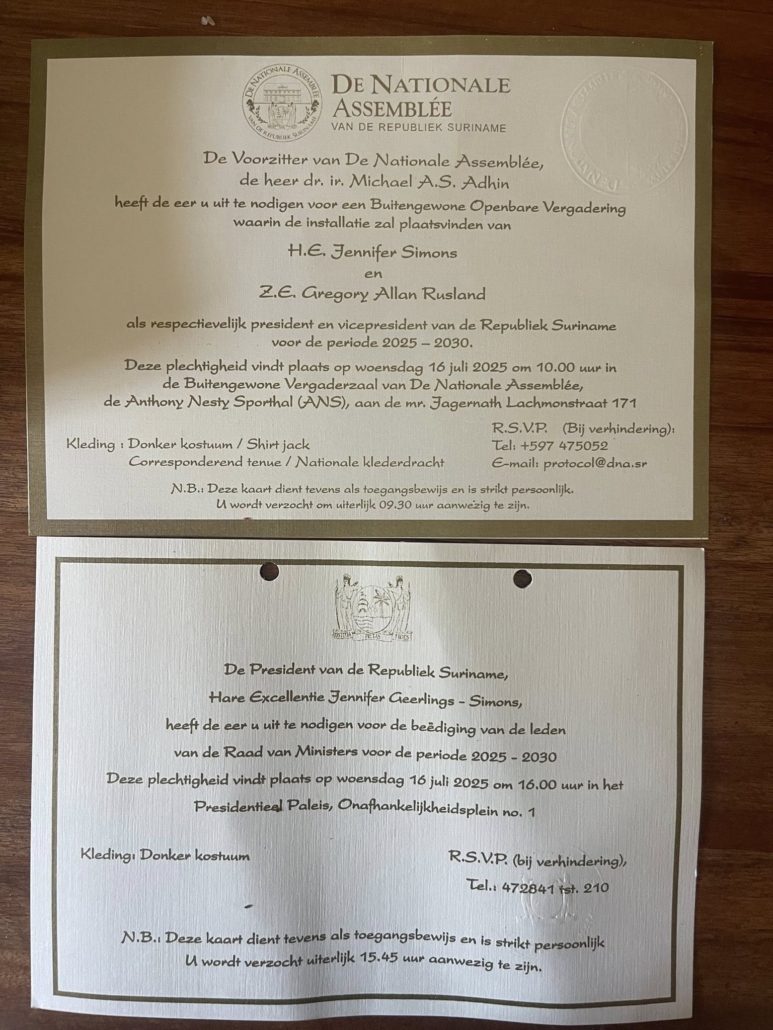 DE NATIONALE ASSEMBLÉE
VAN DE REPUBLIEK SURINAME
DE NATIONALE
ASSEMBLÉE
VAN DE REPUBLIEK SURINAME
De Voorzitter van De Nationale Assemblée,
de heer dr. ir. Michael A.S. Adhin
heeft de eer u uit te nodigen voor een Buitengewone Openbare Vergadering
waarin de installatie zal plaatsvinden van
H.E. Jennifer Simons
en
Z.E. Gregory Allan Rusland
als respectievelijk president en vicepresident van de Republiek Suriname
voor de periode 2025 – 2030.
Deze plechtigheid vindt plaats op woensdag 16 juli 2025 om 10.00 uur in
de Buitengewone Vergaderzaal van De Nationale Assemblée,
de Anthony Nesty Sporthal (ANS), aan de mr. Jagernath Lachmonstraat 171
Kleding : Donker kostuum / Shirt jack
Corresponderend tenue / Nationale klederdracht
R.S.V.P. (Bij verhindering):
Tel: +597 475052
E-mail: protocol@dna.sr
N.B.: Deze kaart dient tevens als toegangsbewijs en is strikt persoonlijk.
U wordt verzocht om uiterlijk 09.30 uur aanwezig te zijn.
De President van de Republiek Suriname,
Hare Excellentie Jennifer Geerlings - Simons,
heeft de eer u uit te nodigen voor de beëdiging van de leden
van de Raad van Ministers voor de periode 2025 - 2030
Deze plechtigheid vindt plaats op woensdag 16 juli 2025 om 16.00 uur in het
Presidentieel Paleis, Onafhankelijkheidsplein no. 1
Kleding: Donker kostuum
R.S.V.P. (bij verhindering),
Tel.: 472841 tst. 210
N.B.: Deze kaart dient tevens als toegangsbewijs en is strikt persoonlijk
U wordt verzocht uiterlijk 15.45 uur aanwezig te zijn.